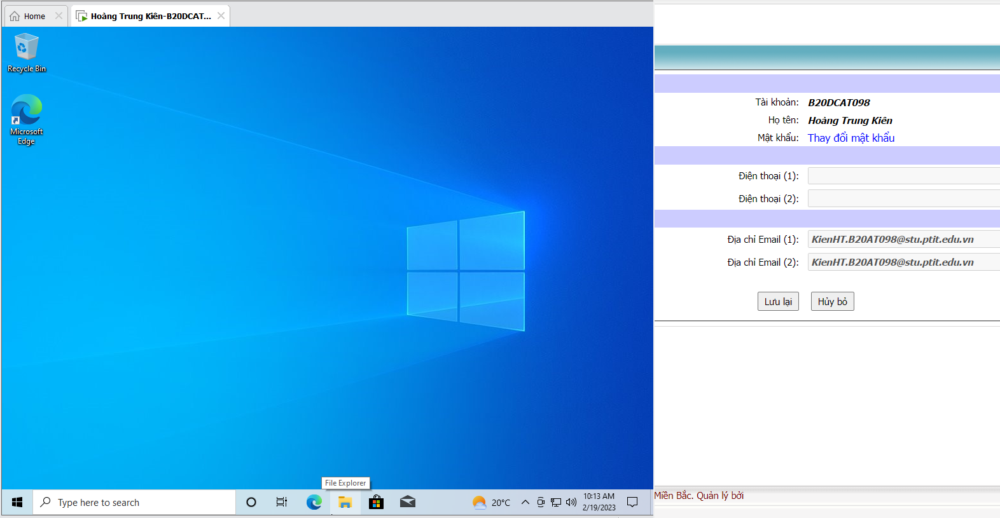 Home
Hoàng Trung Kiên-B20DCAT...
Recycle Bin
Microsoft
Edge
File Explorer
Type here to search
20°C
10:13 AM
2/19/2023
Tài khoản: B20DCAT098
Họ tên: Hoàng Trung Kiên
Mật khẩu: Thay đổi mật khẩu
Điện thoại (1):
Điện thoại (2):
Địa chỉ Email (1): KienHT.B20AT098@stu.ptit.edu.vn
Địa chỉ Email (2): KienHT.B20AT098@stu.ptit.edu.vn
Lưu lại Hủy bỏ
Miền Bắc. Quản lý bởi